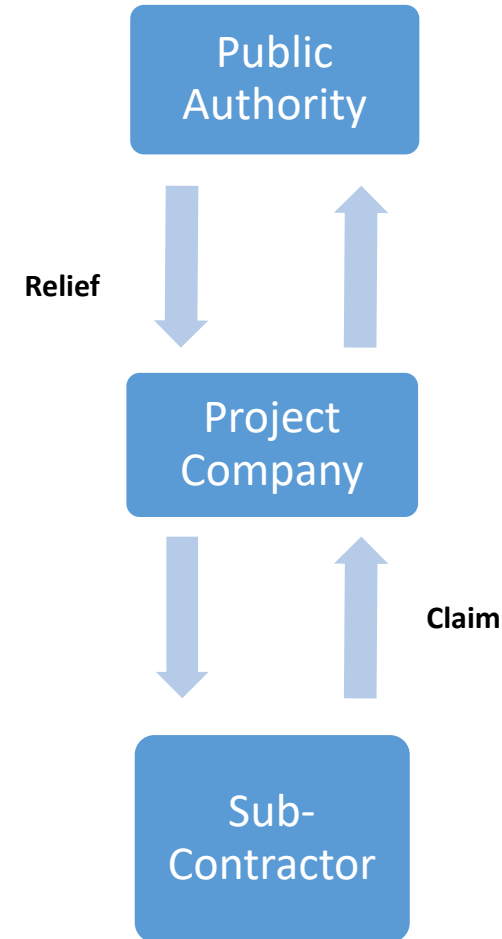 Public
Authority
Relief
Project
Company
Claim
Sub-
Contractor